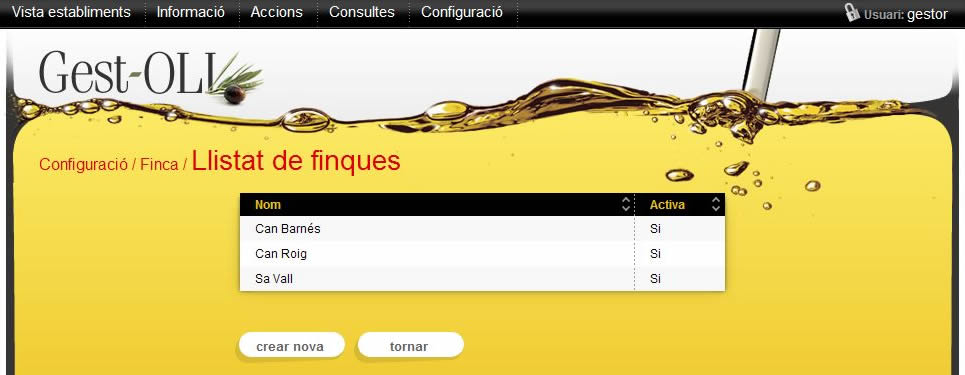 Vista establiments Informació Accions Consultes Configuració Usuari: gestor
Gest-OLI
Configuració / Finca / Llistat de finques
Nom Activa
Can Barnés Si
Can Roig Si
Sa Vall Si
crear nova tornar